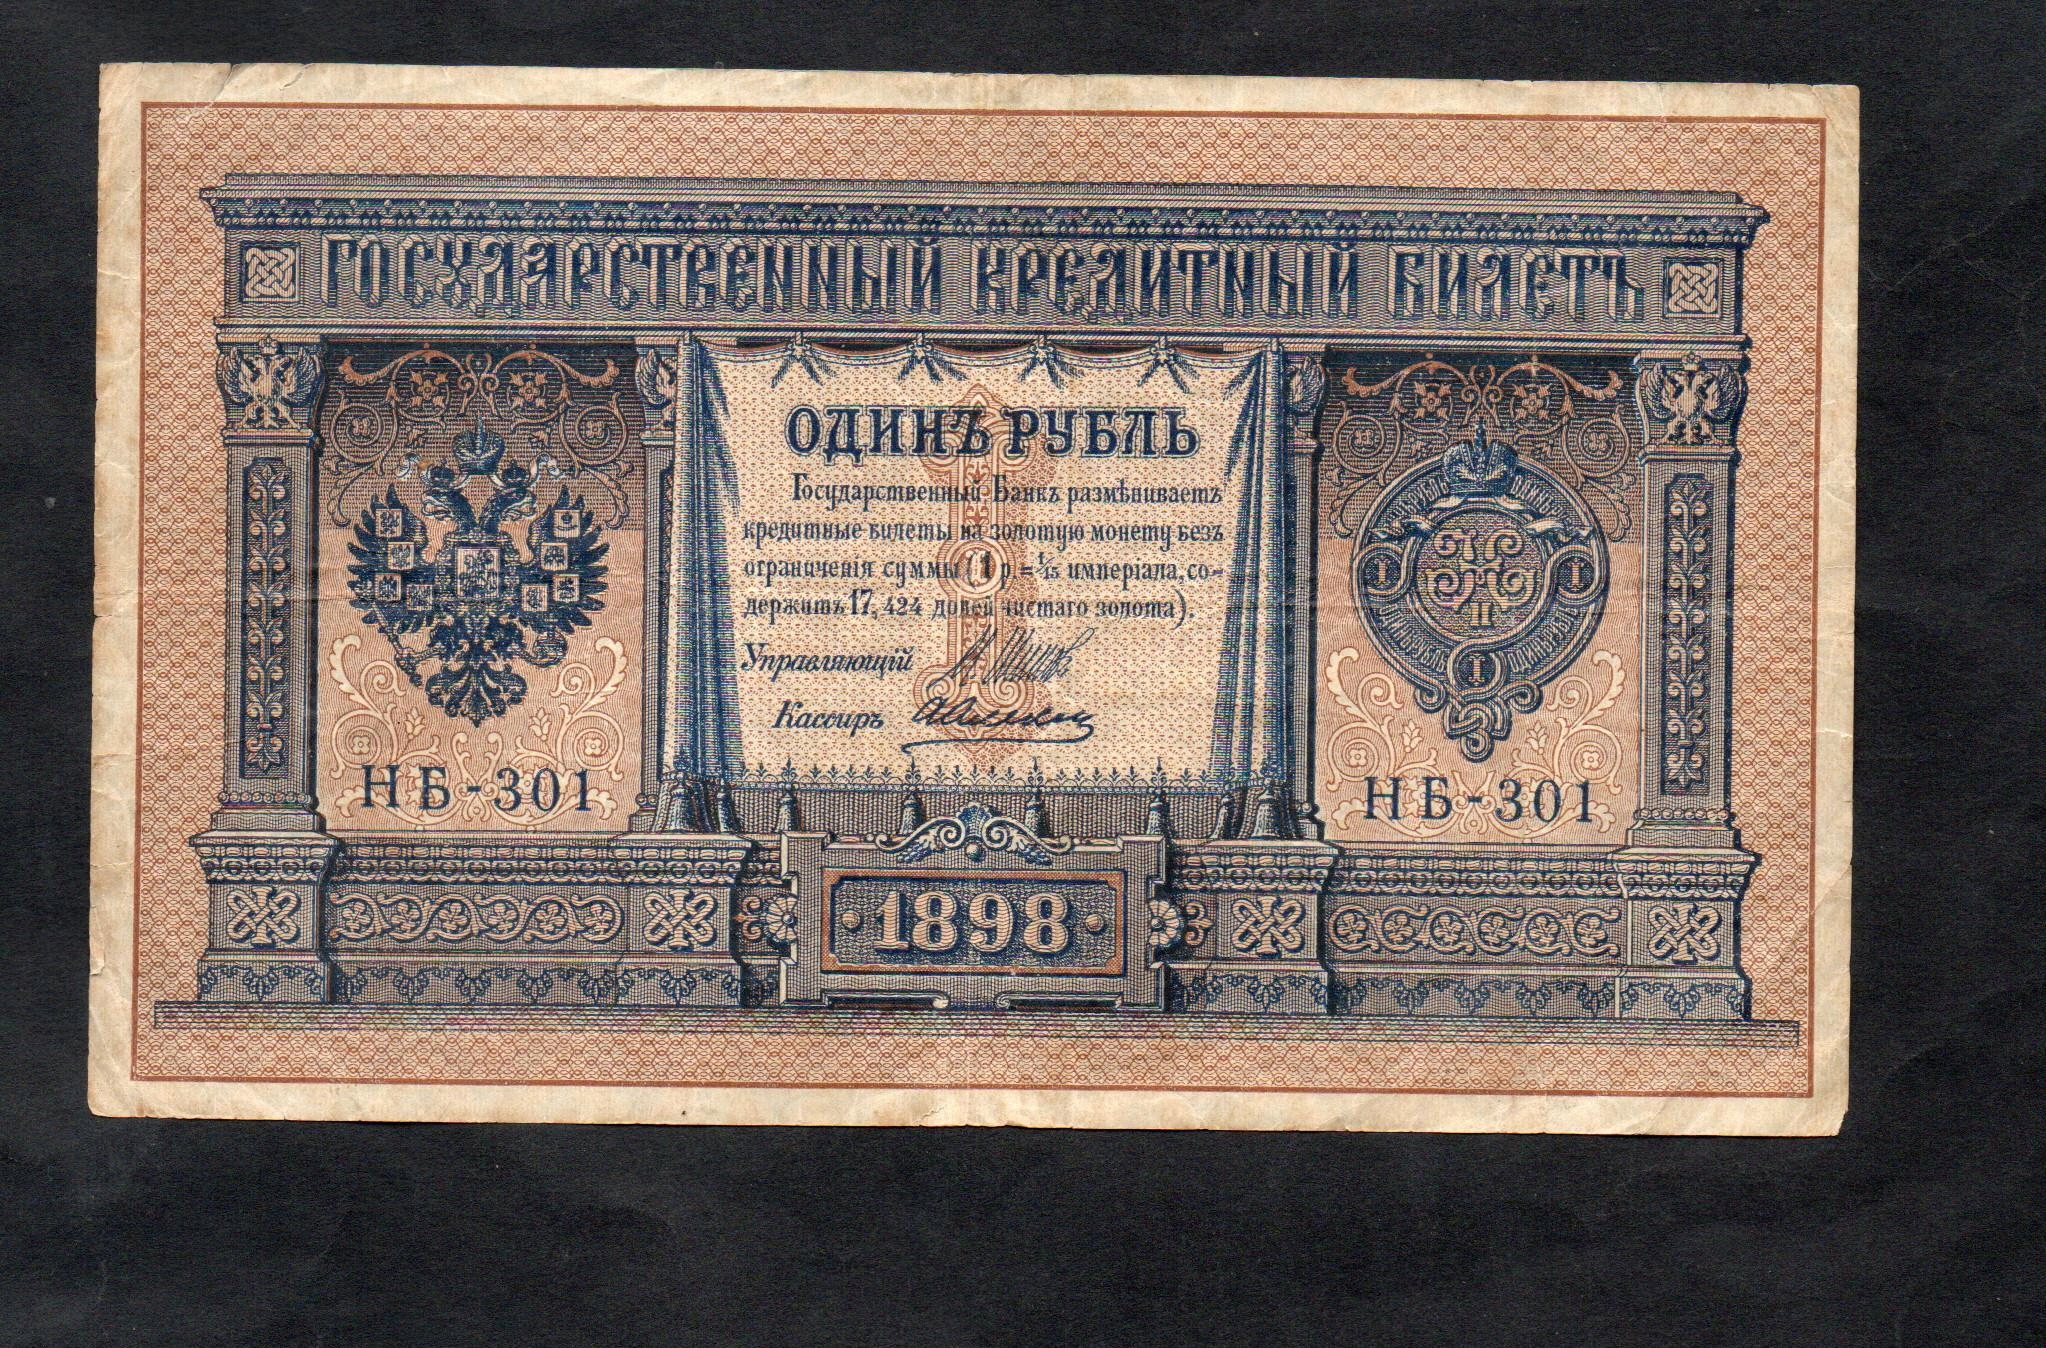 ГОСУДАРСТВЕННЫЙ КРЕДИТНЫЙ БИЛЕТЪ
ОДИНЪ РУБЛЬ
Государственный Банкъ размѣниваетъ
кредитные билеты на золотую монету безъ
ограниченія суммы (1 р. = 1/15 имперіала, со-
держитъ 17,424 долей чистаго золота).
Управляющій
Кассиръ
НБ-301
НБ-301
II
I
I
I
1898